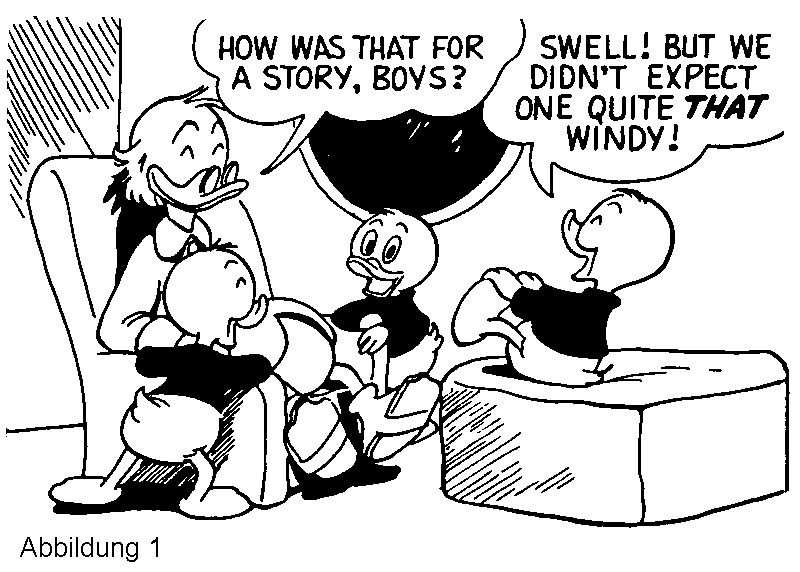 HOW WAS THAT FOR
A STORY, BOYS?
SWELL! BUT WE
DIDN'T EXPECT
ONE QUITE THAT
WINDY!
Abbildung 1